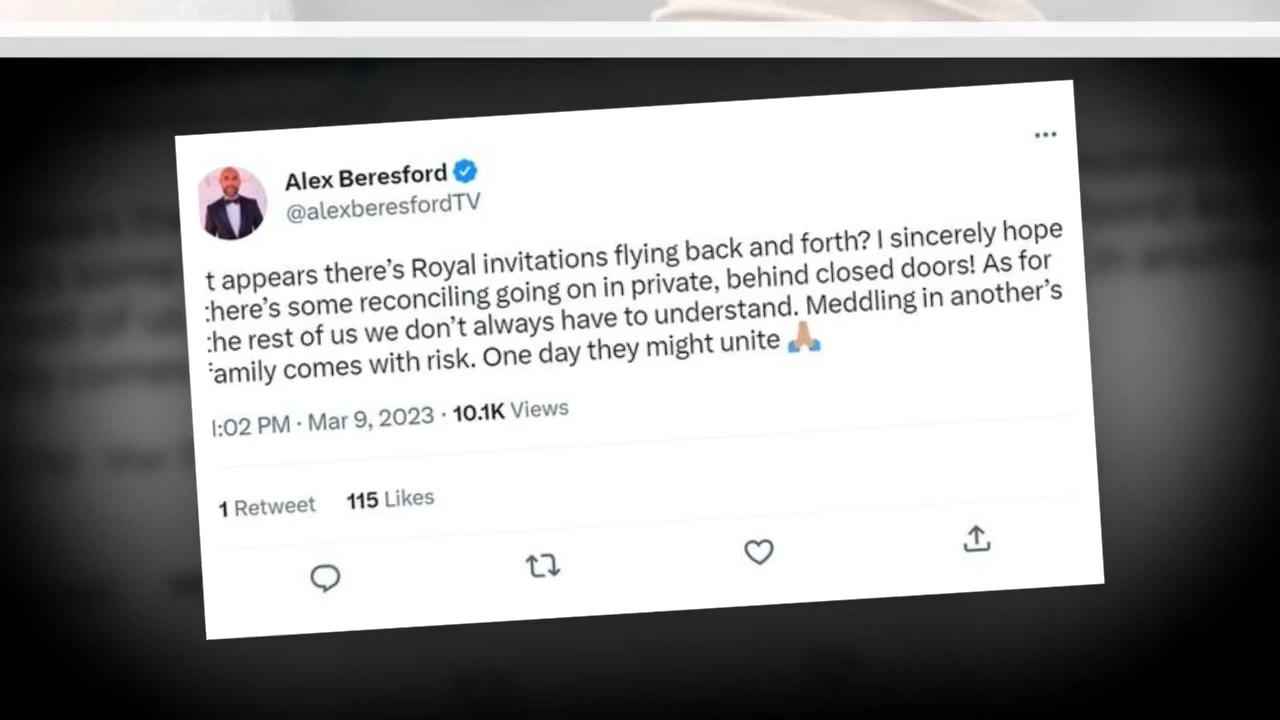 Alex Beresford
@alexberesfordTV
t appears there's Royal invitations flying back and forth? I sincerely hope
here's some reconciling going on in private, behind closed doors! As for
he rest of us we don't always have to understand. Meddling in another's
amily comes with risk. One day they might unite 🙏🏼
1:02 PM · Mar 9, 2023 · 10.1K Views
1 Retweet 115 Likes